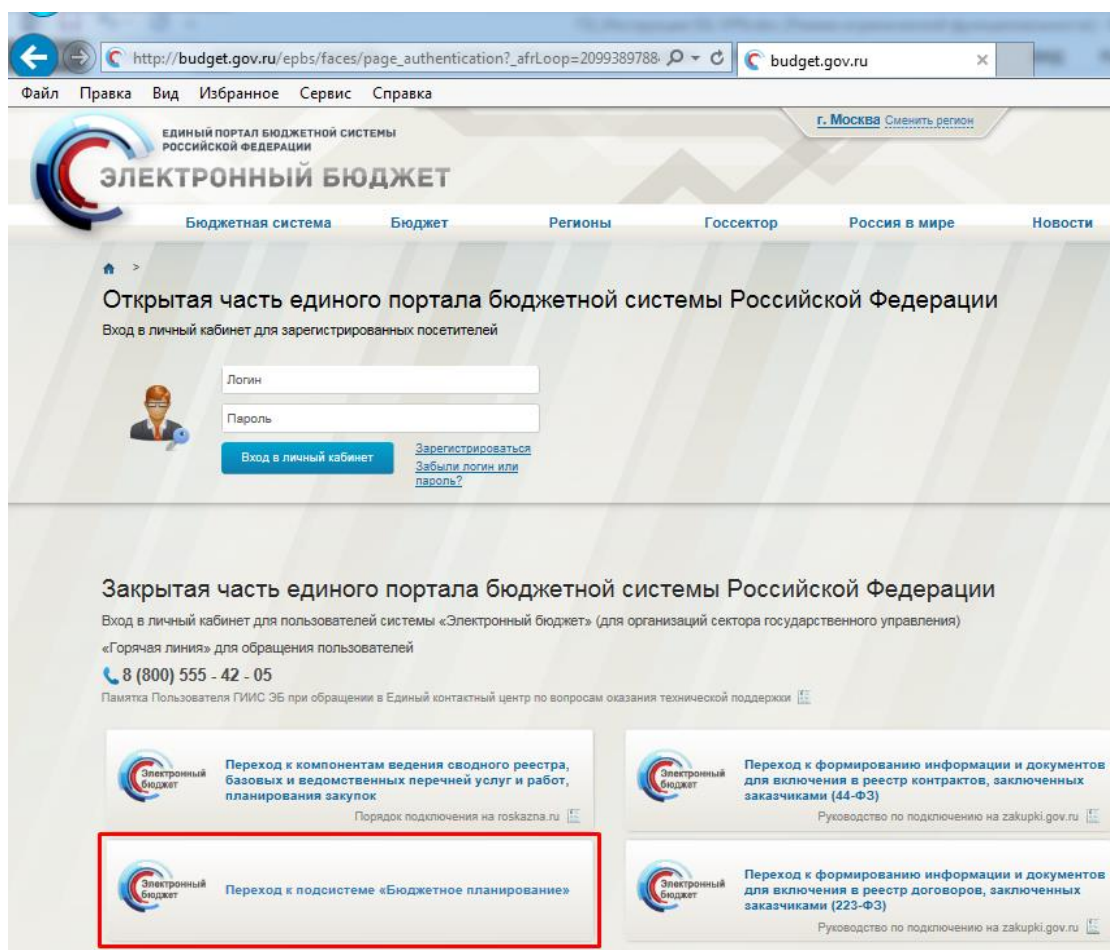 http://budget.gov.ru/epbs/faces/page_authentication?_afrLoop=2099389788
budget.gov.ru
Файл Правка Вид Избранное Сервис Справка
г. Москва Сменить регион
ЕДИНЫЙ ПОРТАЛ БЮДЖЕТНОЙ СИСТЕМЫ
РОССИЙСКОЙ ФЕДЕРАЦИИ
ЭЛЕКТРОННЫЙ БЮДЖЕТ
Бюджетная система Бюджет Регионы Госсектор Россия в мире Новости
>
Открытая часть единого портала бюджетной системы Российской Федерации
Вход в личный кабинет для зарегистрированных посетителей
Логин
Пароль
Вход в личный кабинет
Зарегистрироваться
Забыли логин или
пароль?
Закрытая часть единого портала бюджетной системы Российской Федерации
Вход в личный кабинет для пользователей системы «Электронный бюджет» (для организаций сектора государственного управления)
«Горячая линия» для обращения пользователей
8 (800) 555 - 42 - 05
Памятка Пользователя ГИИС ЭБ при обращении в Единый контактный центр по вопросам оказания технической поддержки
Электронный
бюджет
Переход к компонентам ведения сводного реестра,
базовых и ведомственных перечней услуг и работ,
планирования закупок
Порядок подключения на roskazna.ru
Электронный
бюджет
Переход к формированию информации и документов
для включения в реестр контрактов, заключенных
заказчиками (44-ФЗ)
Руководство по подключению на zakupki.gov.ru
Электронный
бюджет
Переход к подсистеме «Бюджетное планирование»
Электронный
бюджет
Переход к формированию информации и документов
для включения в реестр договоров, заключенных
заказчиками (223-ФЗ)
Руководство по подключению на zakupki.gov.ru